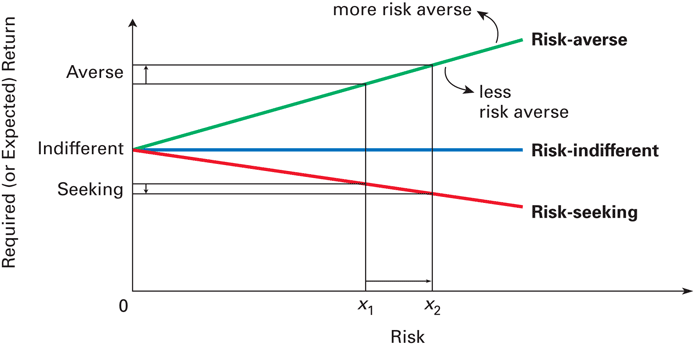 more risk averse
Risk-averse
Averse
less
risk averse
Indifferent
Risk-indifferent
Seeking
Risk-seeking
Required (or Expected) Return
0
x1
x2
Risk